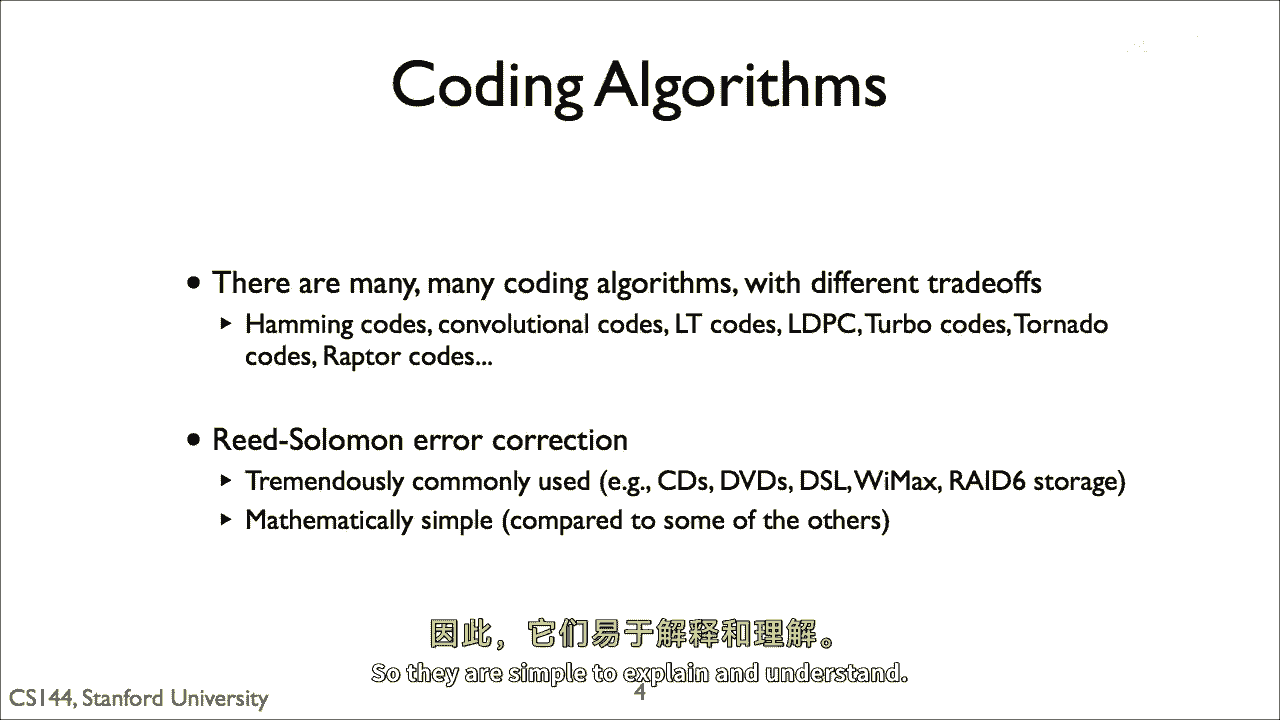 Coding Algorithms
• There are many, many coding algorithms, with different tradeoffs
‣ Hamming codes, convolutional codes, LT codes, LDPC, Turbo codes, Tornado
codes, Raptor codes...
• Reed-Solomon error correction
‣ Tremendously commonly used (e.g., CDs, DVDs, DSL, WiMax, RAID6 storage)
‣ Mathematically simple (compared to some of the others)
因此，它们易于解释和理解。
So they are simple to explain and understand.
CS144, Stanford University
4